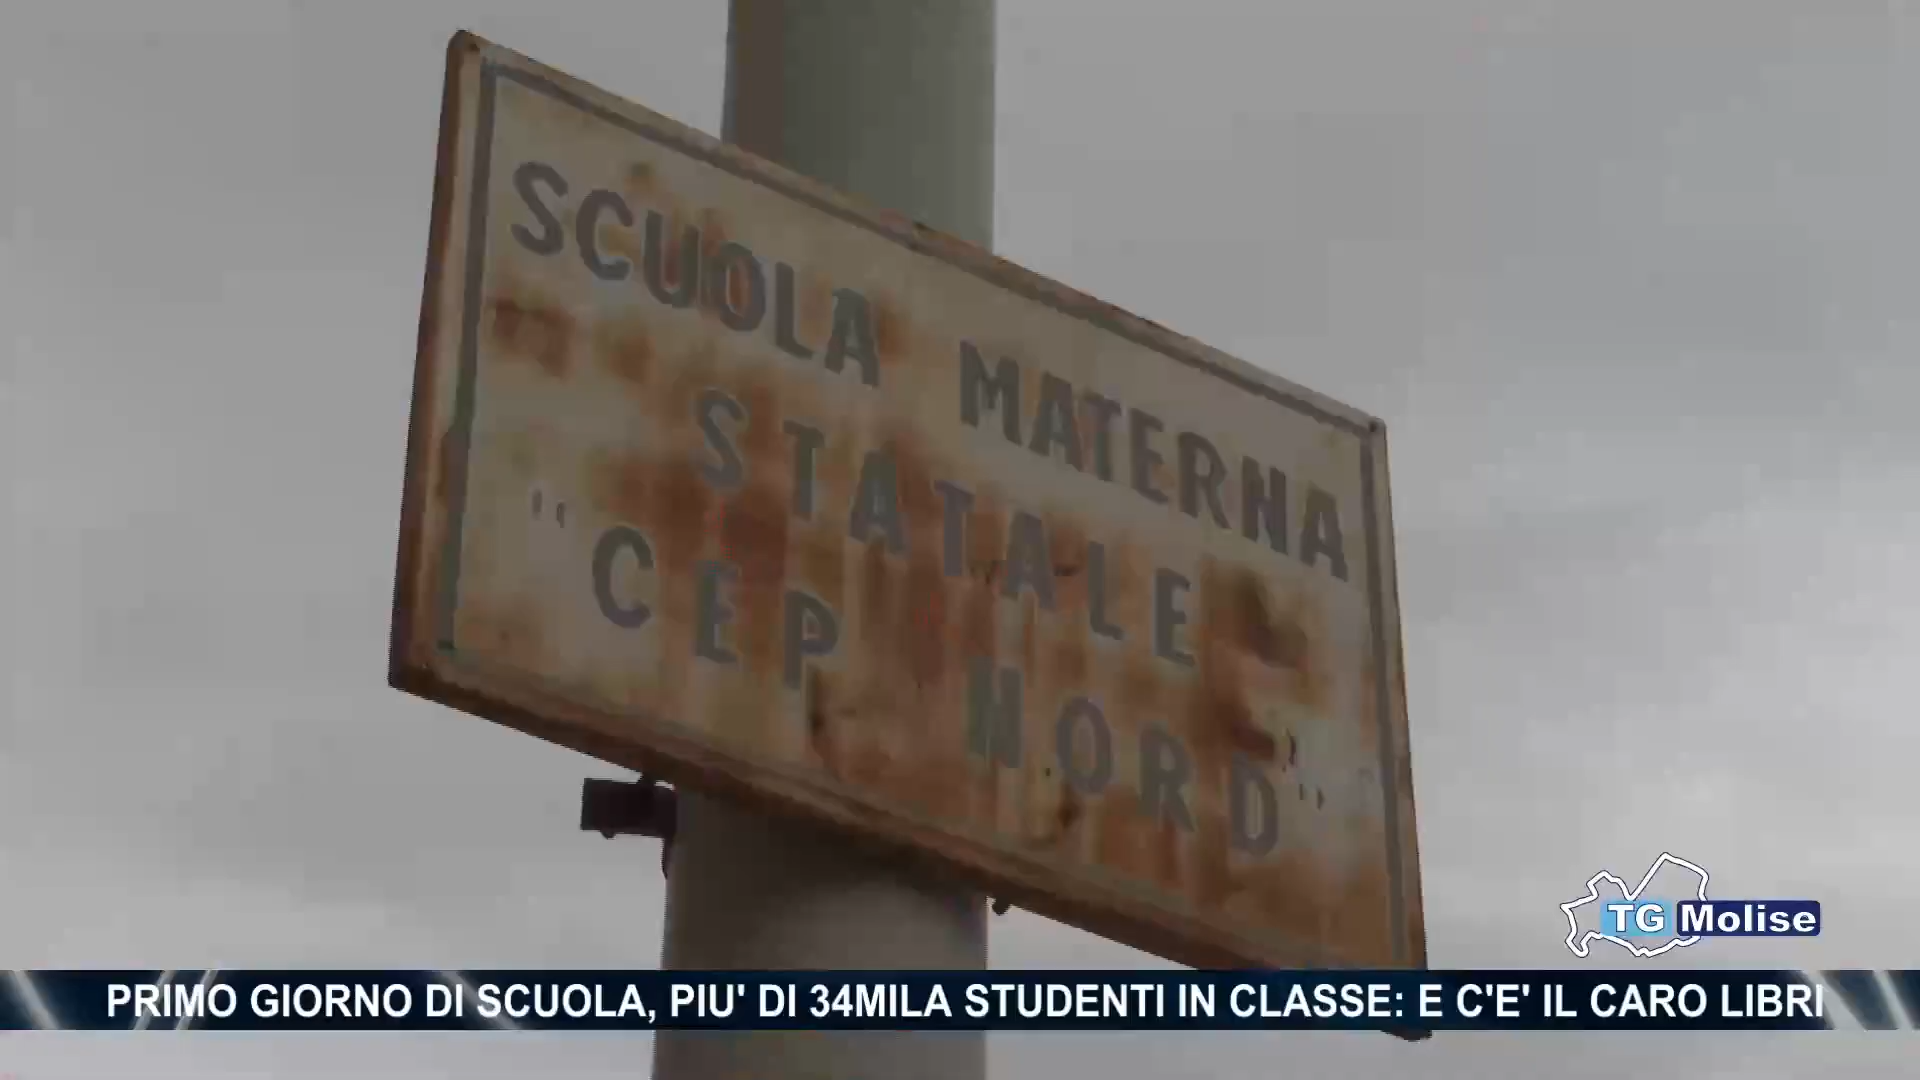 SCUOLA MATERNA
STATALE
"CEP NORD"
TG Molise
PRIMO GIORNO DI SCUOLA, PIU' DI 34MILA STUDENTI IN CLASSE: E C'E' IL CARO LIBRI